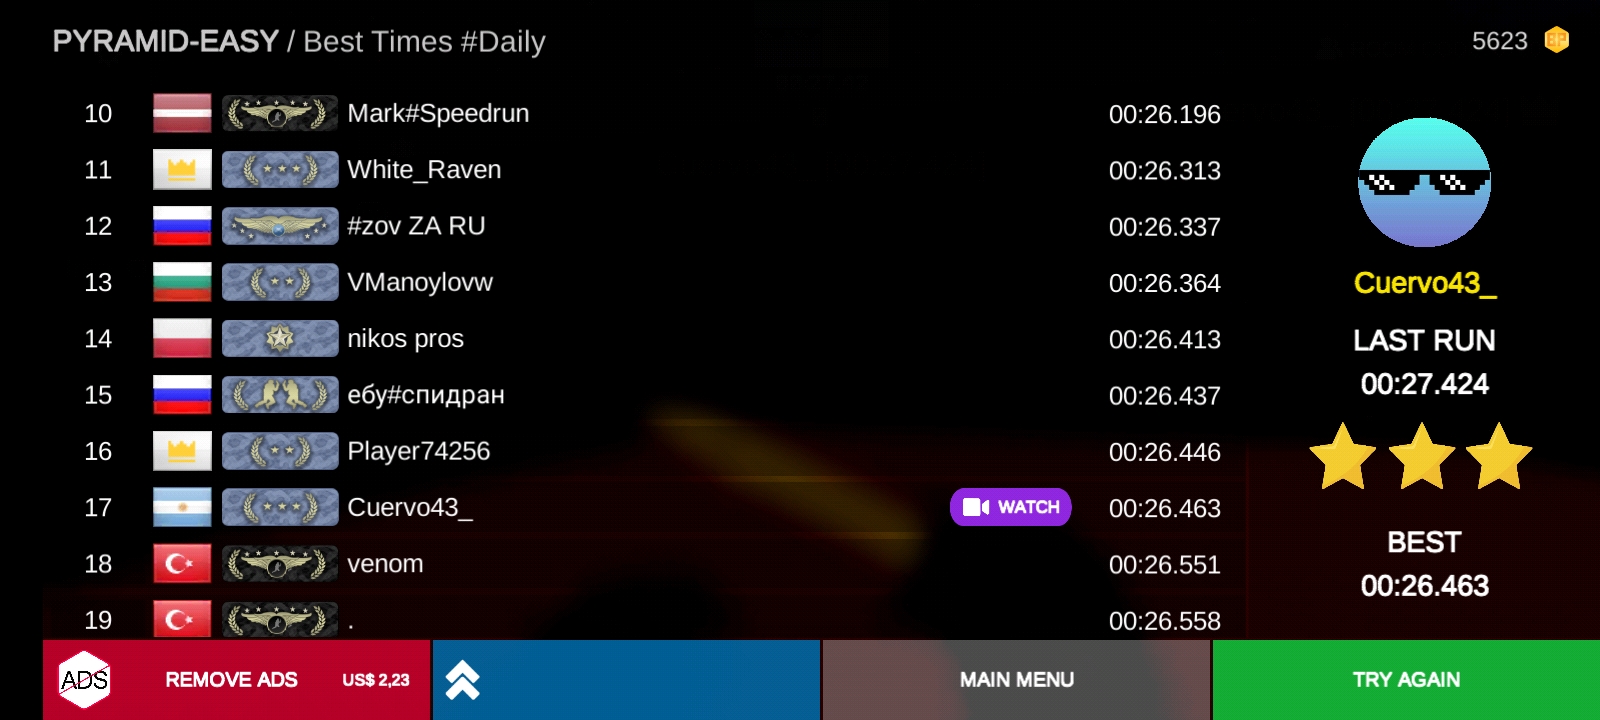 PYRAMID-EASY / Best Times #Daily
5623 EP
10 Mark#Speedrun 00:26.196
11 White_Raven 00:26.313
12 #zov ZA RU 00:26.337
13 VManoylovw 00:26.364
14 nikos pros 00:26.413
15 ебу#спидран 00:26.437
16 Player74256 00:26.446
17 Cuervo43_ WATCH 00:26.463
18 venom 00:26.551
19 . 00:26.558
Cuervo43_
LAST RUN
00:27.424
BEST
00:26.463
ADS REMOVE ADS US$ 2,23
MAIN MENU
TRY AGAIN